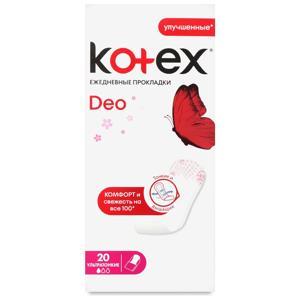 улучшенные*
kotex
ЕЖЕДНЕВНЫЕ ПРОКЛАДКИ
Deo
КОМФОРТ и
свежесть на
все 100*
20
УЛЬТРАТОНКИЕ